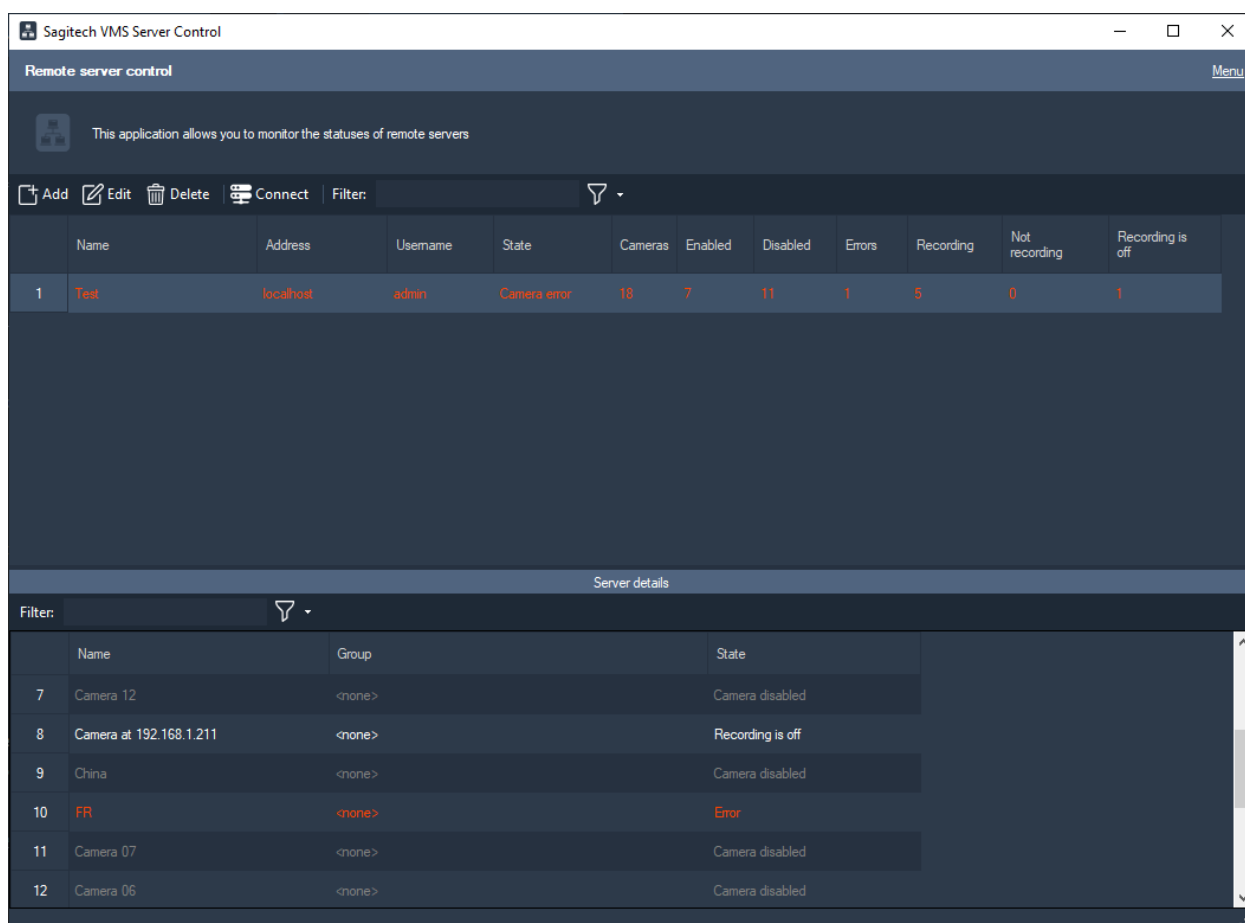 Sagitech VMS Server Control
Remote server control Menu
This application allows you to monitor the statuses of remote servers
Add Edit Delete Connect Filter:
Name Address Username State Cameras Enabled Disabled Errors Recording Not recording Recording is off
1 Test localhost admin Camera error 18 7 11 1 5 0 1
Server details
Filter:
Name Group State
7 Camera 12 <none> Camera disabled
8 Camera at 192.168.1.211 <none> Recording is off
9 China <none> Camera disabled
10 FR <none> Error
11 Camera 07 <none> Camera disabled
12 Camera 06 <none> Camera disabled